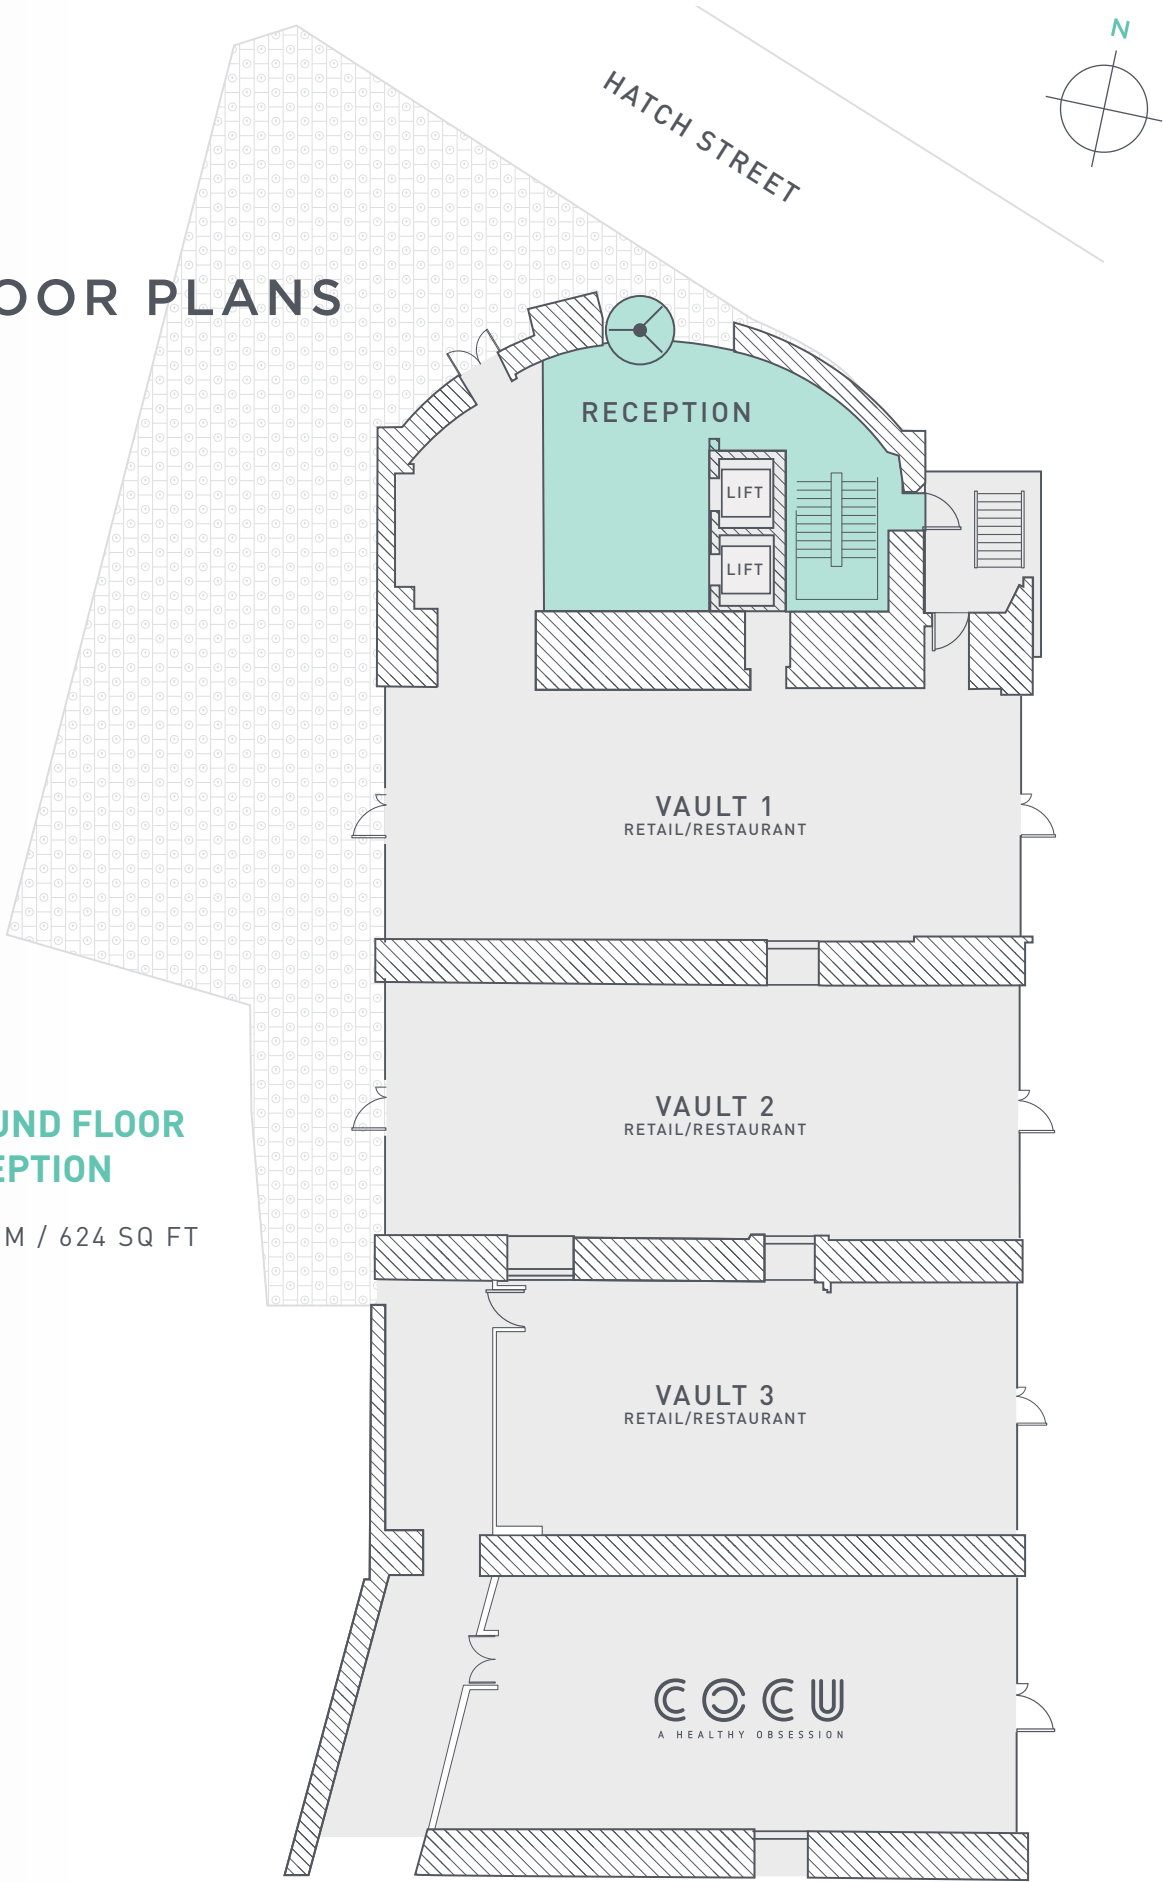 N
HATCH STREET
OOR PLANS
RECEPTION
LIFT
LIFT
VAULT 1
RETAIL/RESTAURANT
VAULT 2
RETAIL/RESTAURANT
UND FLOOR
EPTION
M / 624 SQ FT
VAULT 3
RETAIL/RESTAURANT
COCU
A HEALTHY OBSESSION